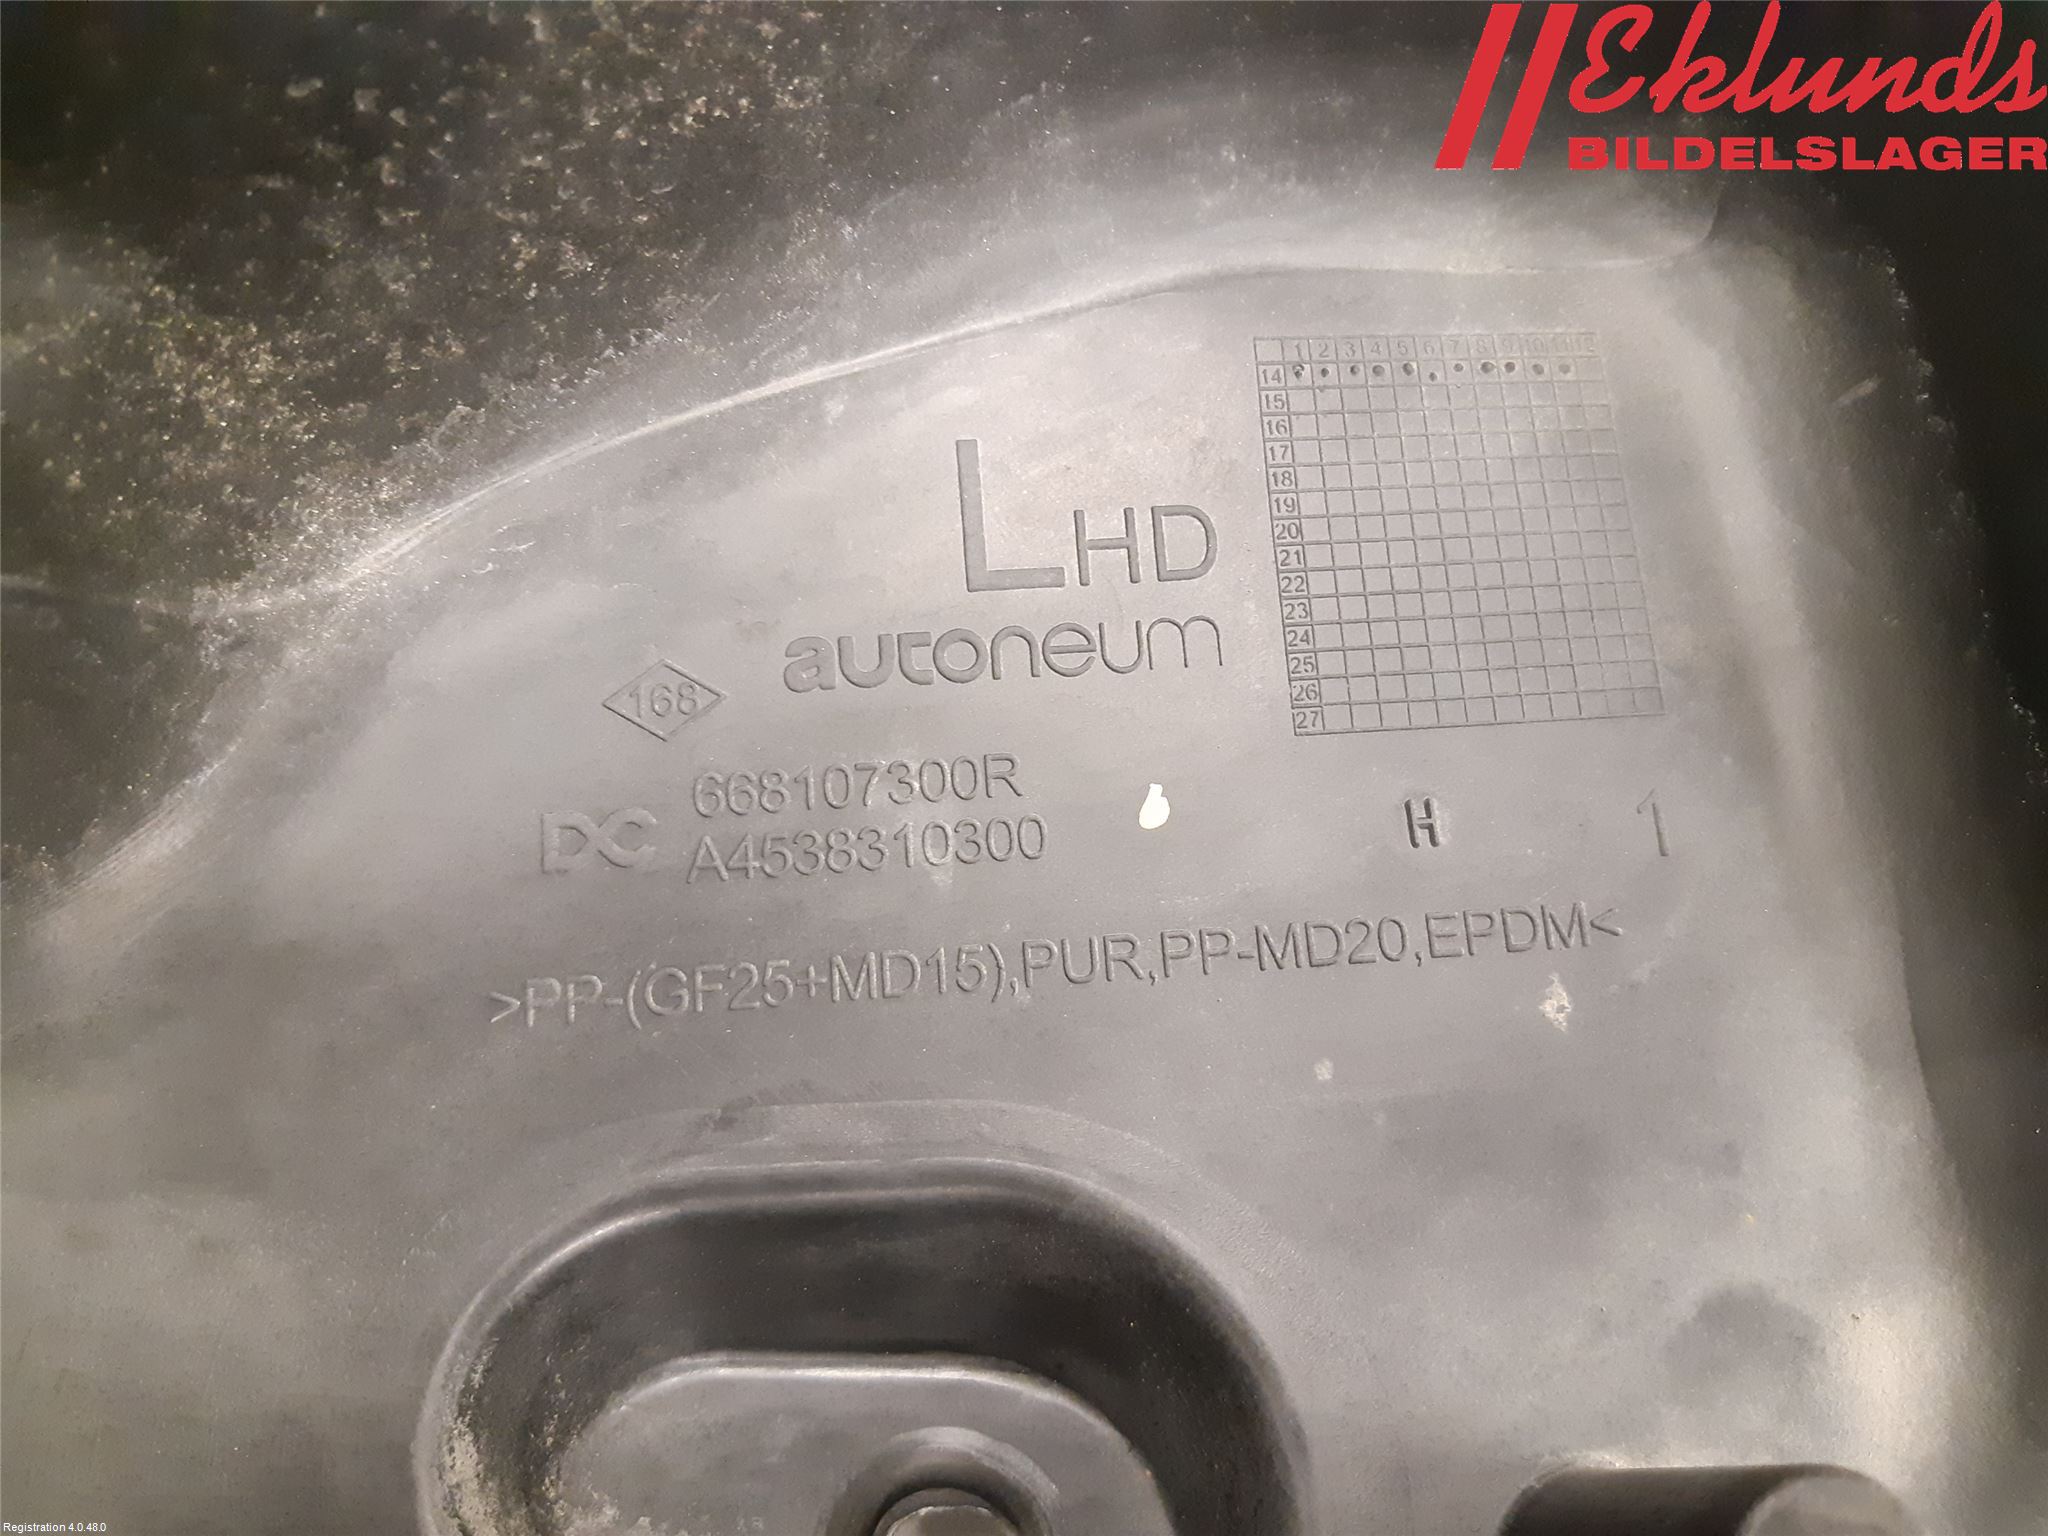 Eklunds
BILDELSLAGER
1 2 3 4 5 6 7 8 9 10 11 12
14
15
16
17
18
19
20
21
22
23
24
25
26
27
LHD
autoneum
168
668107300R
DC A4538310300
H 1
>PP-(GF25+MD15),PUR,PP-MD20,EPDM<
Registration 4.0.48.0